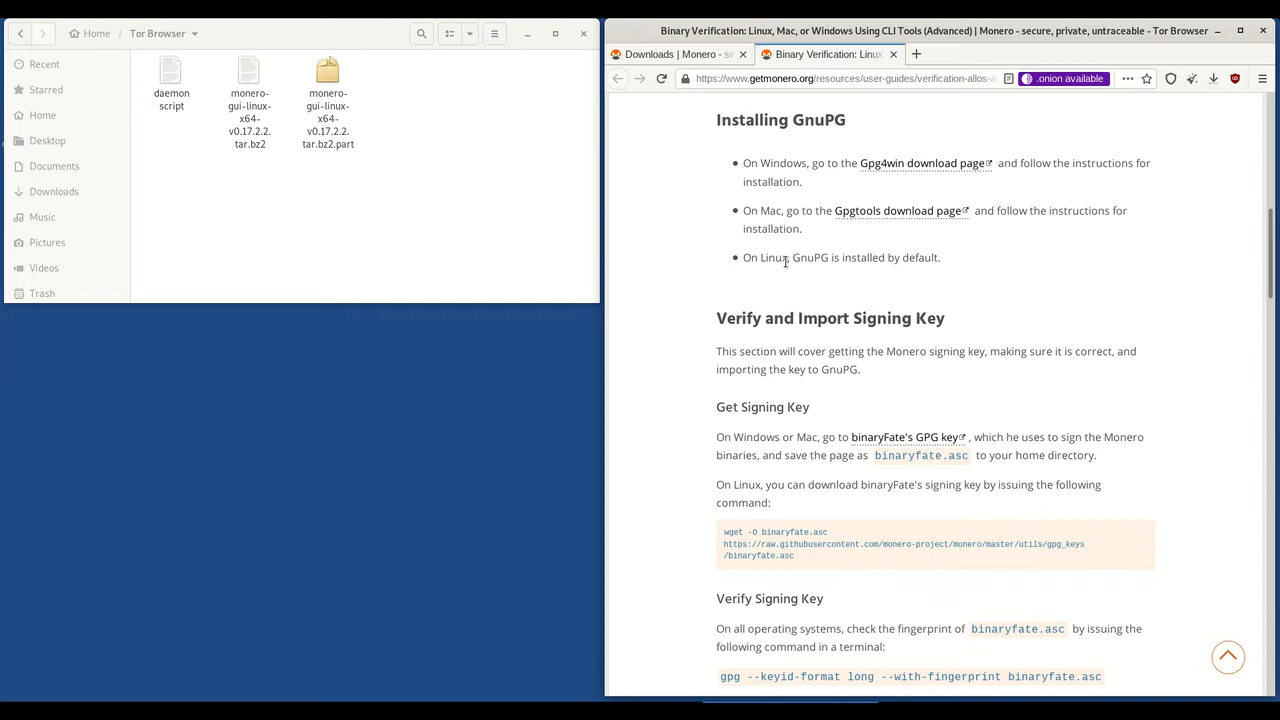 Home
Tor Browser
Recent
Starred
Home
Desktop
Documents
Downloads
Music
Pictures
Videos
Trash
daemon
script
monero-
gui-linux-
x64-
v0.17.2.2.
tar.bz2
monero-
gui-linux-
x64-
v0.17.2.2.
tar.bz2.part
Binary Verification: Linux, Mac, or Windows Using CLI Tools (Advanced) | Monero - secure, private, untraceable - Tor Browser
Downloads | Monero - se
Binary Verification: Linux,
https://www.getmonero.org/resources/user-guides/verification-allos-a
.onion available
Installing GnuPG
On Windows, go to the Gpg4win download page and follow the instructions for
installation.
On Mac, go to the Gpgtools download page and follow the instructions for
installation.
On Linux, GnuPG is installed by default.
Verify and Import Signing Key
This section will cover getting the Monero signing key, making sure it is correct, and
importing the key to GnuPG.
Get Signing Key
On Windows or Mac, go to binaryFate's GPG key , which he uses to sign the Monero
binaries, and save the page as binaryfate.asc to your home directory.
On Linux, you can download binaryFate's signing key by issuing the following
command:
wget -O binaryfate.asc
https://raw.githubusercontent.com/monero-project/monero/master/utils/gpg_keys
/binaryfate.asc
Verify Signing Key
On all operating systems, check the fingerprint of binaryfate.asc by issuing the
following command in a terminal:
gpg --keyid-format long --with-fingerprint binaryfate.asc